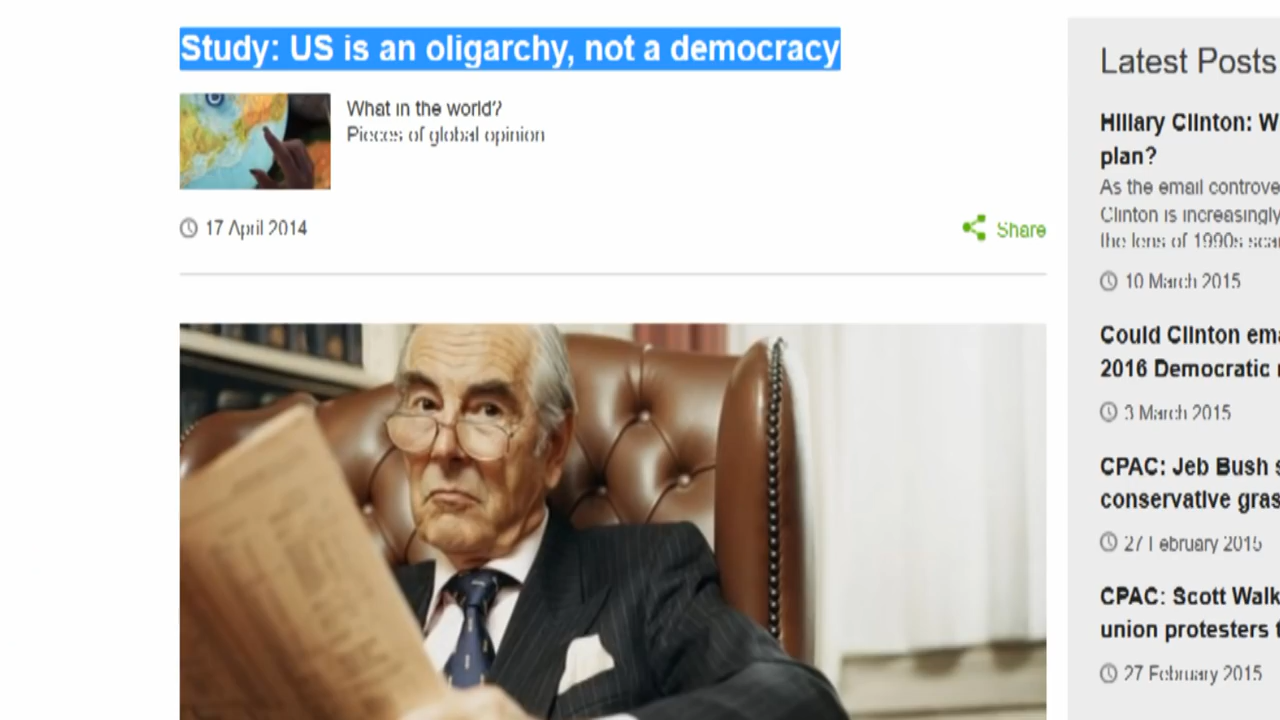 Study: US is an oligarchy, not a democracy
What in the world?
Pieces of global opinion
17 April 2014
Share
Latest Posts
Hillary Clinton: W
plan?
As the email controve
Clinton is increasingly
the lens of 1990s scan
10 March 2015
Could Clinton ema
2016 Democratic
3 March 2015
CPAC: Jeb Bush s
conservative gras
27 February 2015
CPAC: Scott Walk
union protesters t
27 February 2015